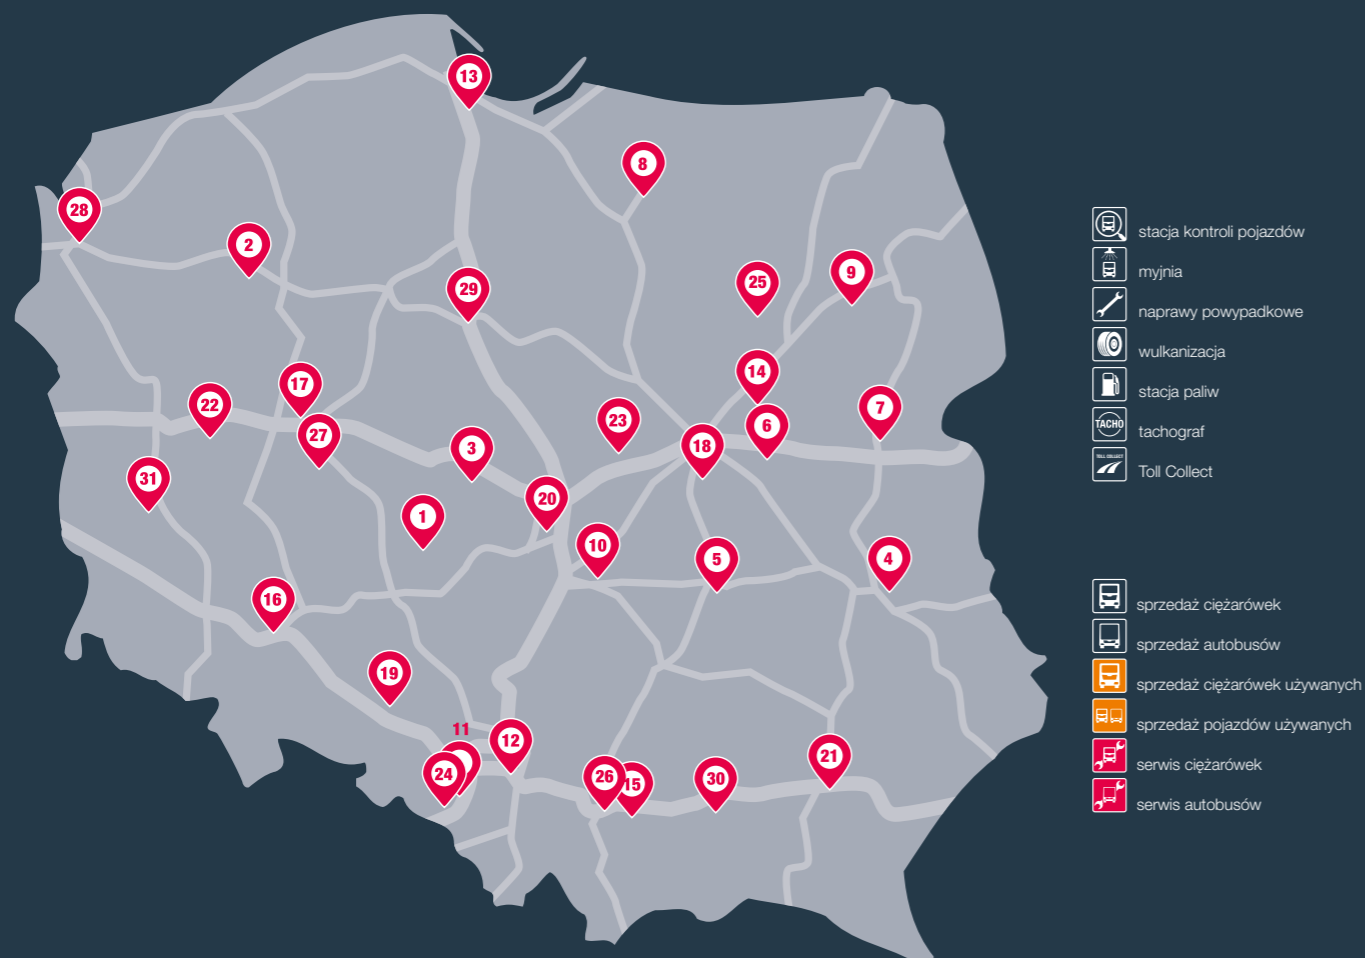 13
8
28
2
25
9
29
14
17
22
7
23
6
27
18
3
31
20
1
10
5
4
16
19
11
12
21
24
26
15
30
stacja kontroli pojazdów
myjnia
naprawy powypadkowe
wulkanizacja
stacja paliw
TACHO
tachograf
TOLL COLLECT
Toll Collect
sprzedaż ciężarówek
sprzedaż autobusów
sprzedaż ciężarówek używanych
sprzedaż pojazdów używanych
serwis ciężarówek
serwis autobusów